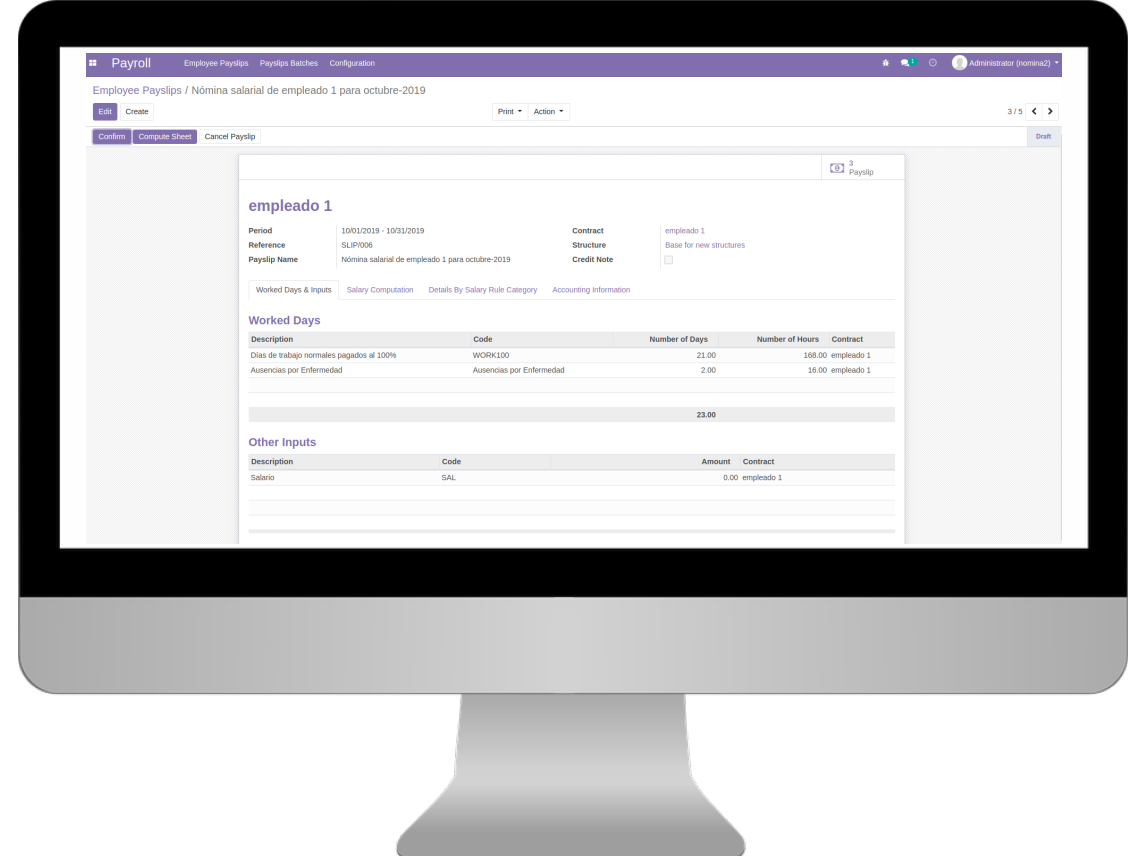 Payroll Employee Payslips Payslips Batches Configuration 1 Administrator (nomina2)
Employee Payslips / Nómina salarial de empleado 1 para octubre-2019
Edit Create Print Action 3 / 5
Confirm Compute Sheet Cancel Payslip Draft
3
Payslip
empleado 1
Period 10/01/2019 - 10/31/2019 Contract empleado 1
Reference SLIP/006 Structure Base for new structures
Payslip Name Nómina salarial de empleado 1 para octubre-2019 Credit Note
Worked Days & Inputs Salary Computation Details By Salary Rule Category Accounting Information
Worked Days
Description Code Number of Days Number of Hours Contract
Días de trabajo normales pagados al 100% WORK100 21.00 168.00 empleado 1
Ausencias por Enfermedad Ausencias por Enfermedad 2.00 16.00 empleado 1
23.00
Other Inputs
Description Code Amount Contract
Salario SAL 0.00 empleado 1